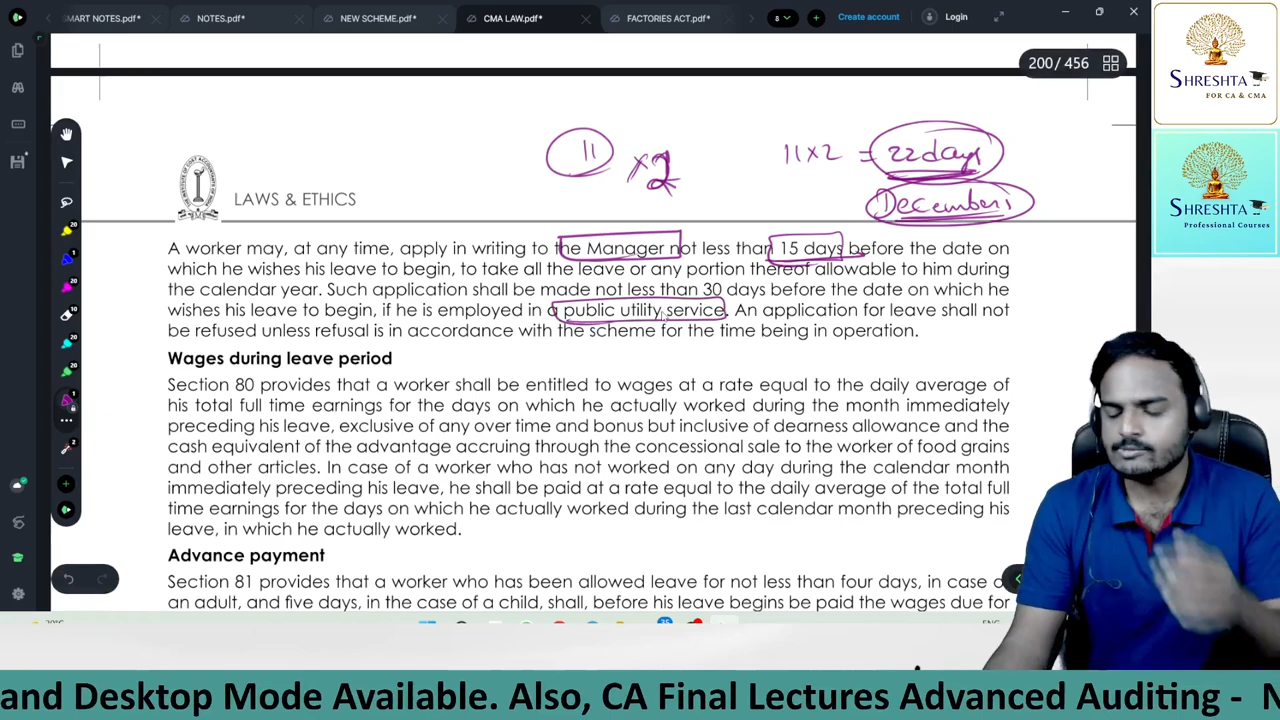 SMART NOTES.pdf*
NOTES.pdf*
NEW SCHEME.pdf*
CMA LAW.pdf*
FACTORIES ACT.pdf*
8
Create account
Login
200 / 456
SHRESHTA
FOR CA & CMA
SHRESHTA
Professional Courses
11 ×2
11×2 = 22 days
December
LAWS & ETHICS
A worker may, at any time, apply in writing to the Manager not less than 15 days before the date on
which he wishes his leave to begin, to take all the leave or any portion thereof allowable to him during
the calendar year. Such application shall be made not less than 30 days before the date on which he
wishes his leave to begin, if he is employed in a public utility service. An application for leave shall not
be refused unless refusal is in accordance with the scheme for the time being in operation.
Wages during leave period
Section 80 provides that a worker shall be entitled to wages at a rate equal to the daily average of
his total full time earnings for the days on which he actually worked during the month immediately
preceding his leave, exclusive of any over time and bonus but inclusive of dearness allowance and the
cash equivalent of the advantage accruing through the concessional sale to the worker of food grains
and other articles. In case of a worker who has not worked on any day during the calendar month
immediately preceding his leave, he shall be paid at a rate equal to the daily average of the total full
time earnings for the days on which he actually worked during the last calendar month preceding his
leave, in which he actually worked.
Advance payment
Section 81 provides that a worker who has been allowed leave for not less than four days, in case of
an adult, and five days, in the case of a child, shall, before his leave begins be paid the wages due for
and Desktop Mode Available. Also, CA Final Lectures Advanced Auditing -